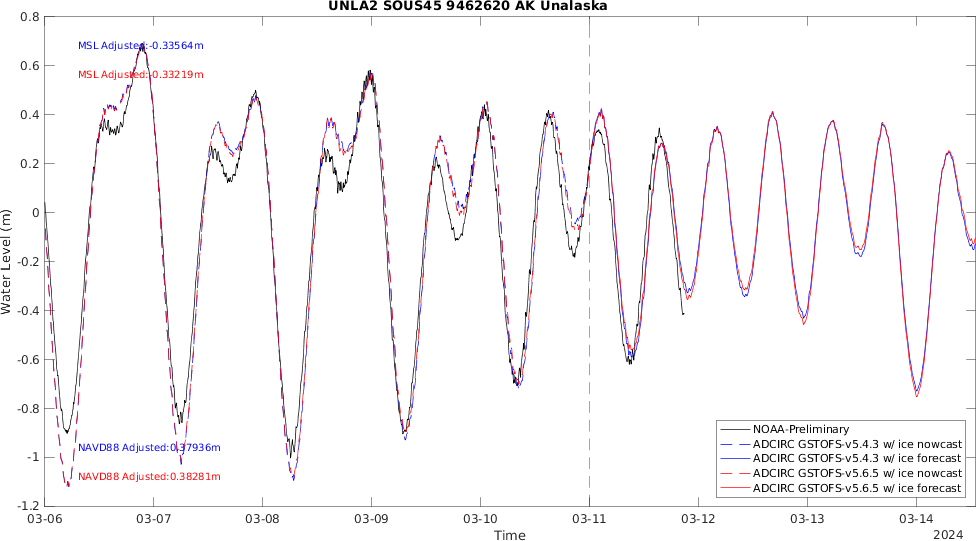 UNLA2 SOUS45 9462620 AK Unalaska
0.8
0.6
0.4
0.2
0
-0.2
-0.4
-0.6
-0.8
-1
-1.2
Water Level (m)
MSL Adjusted:-0.33564m
MSL Adjusted:-0.33219m
NAVD88 Adjusted:0.37936m
NAVD88 Adjusted:0.38281m
NOAA-Preliminary
ADCIRC GSTOFS-v5.4.3 w/ ice nowcast
ADCIRC GSTOFS-v5.4.3 w/ ice forecast
ADCIRC GSTOFS-v5.6.5 w/ ice nowcast
ADCIRC GSTOFS-v5.6.5 w/ ice forecast
03-06 03-07 03-08 03-09 03-10 03-11 03-12 03-13 03-14
Time
2024